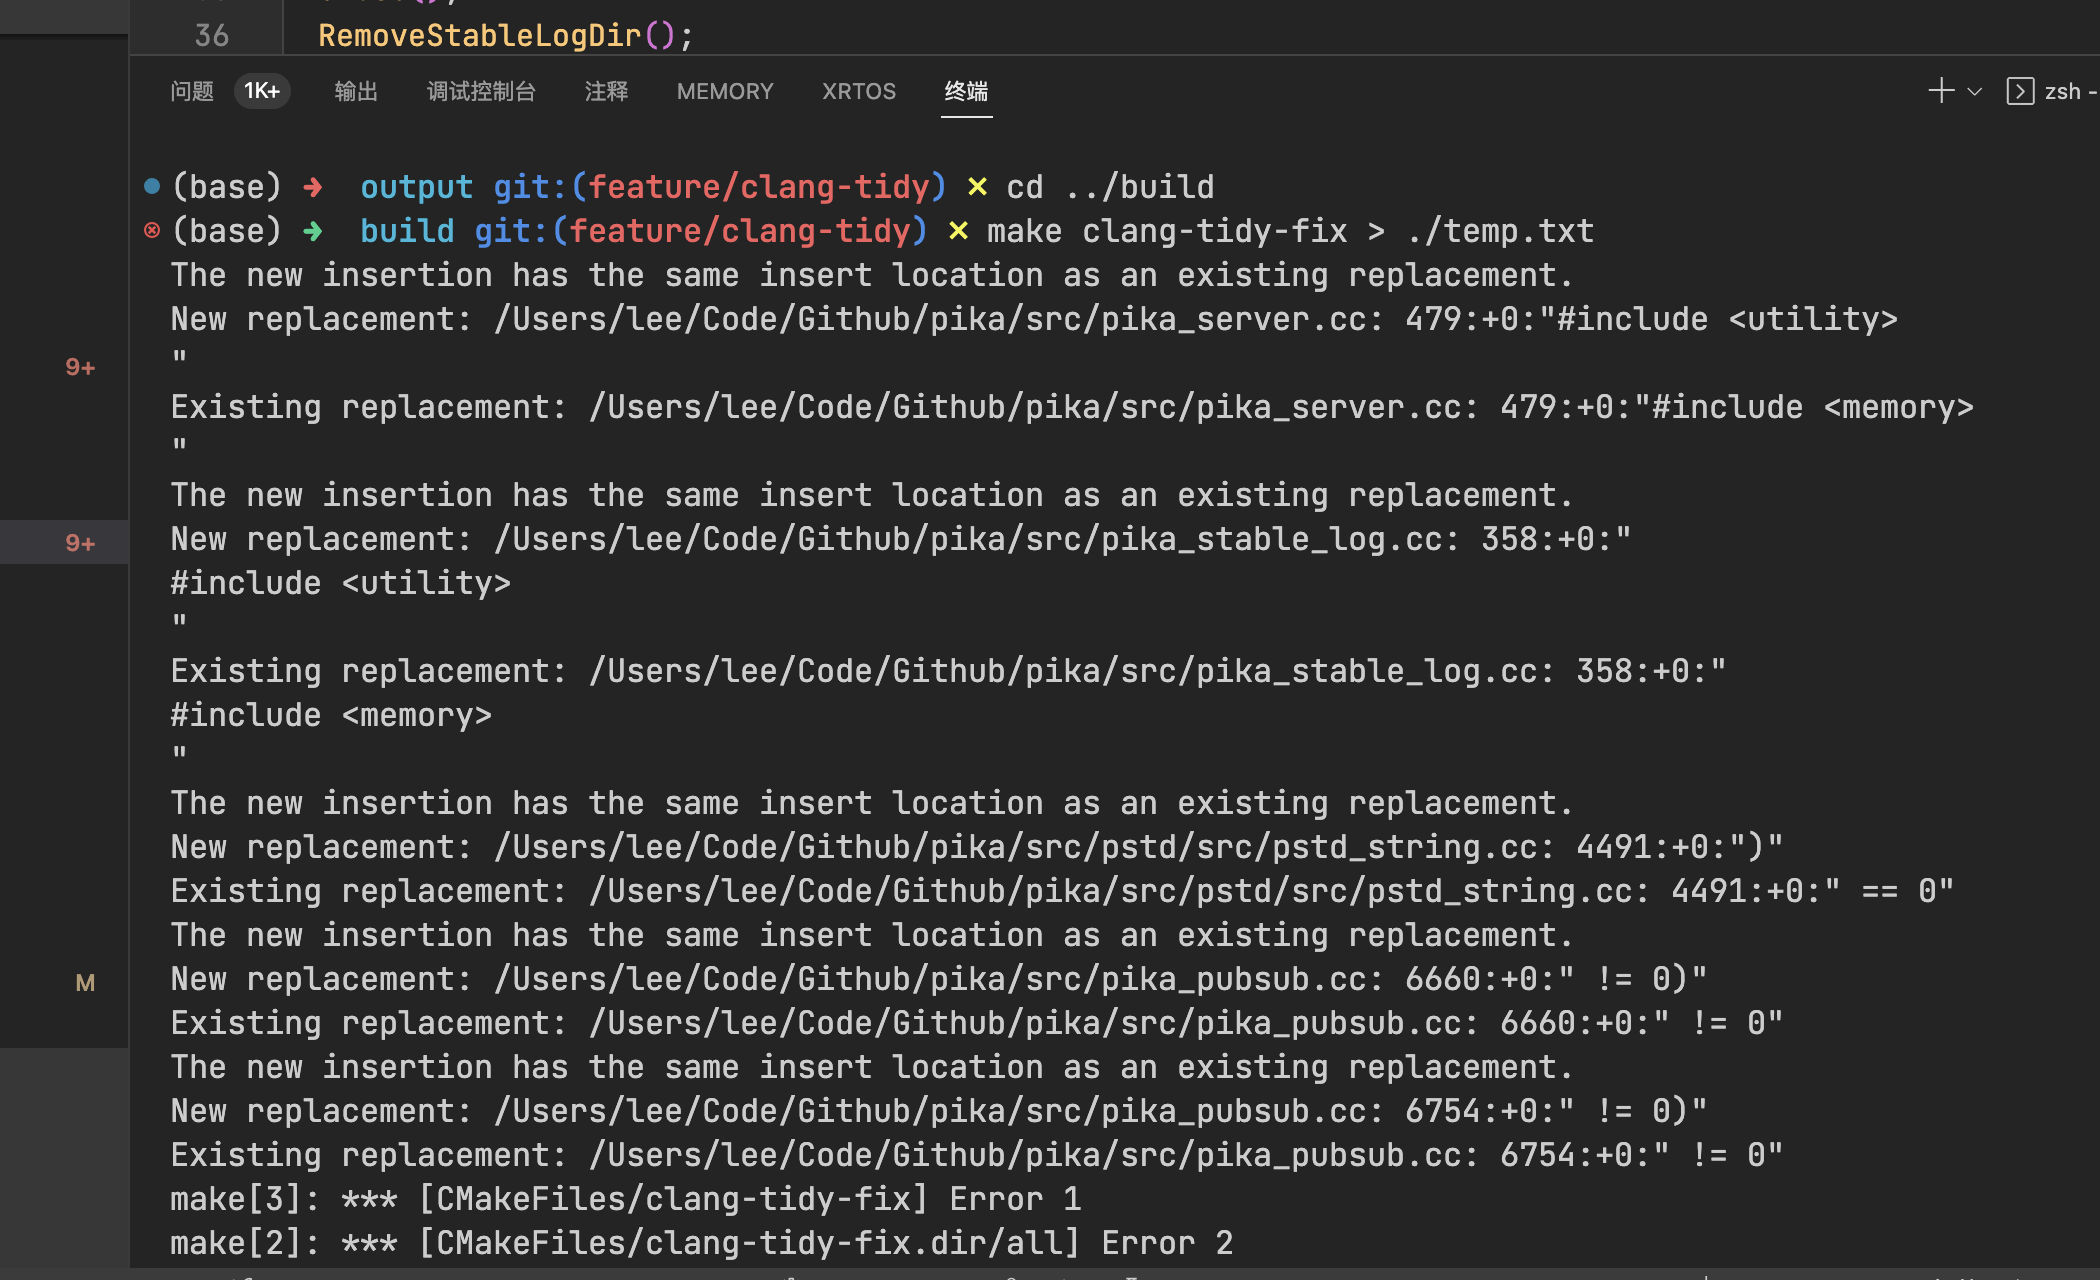 36 RemoveStableLogDir();
问题 1K+ 输出 调试控制台 注释 MEMORY XRTOS 终端 zsh -
(base) ➜ output git:(feature/clang-tidy) ✗ cd ../build
(base) ➜ build git:(feature/clang-tidy) ✗ make clang-tidy-fix > ./temp.txt
The new insertion has the same insert location as an existing replacement.
New replacement: /Users/lee/Code/Github/pika/src/pika_server.cc: 479:+0:"#include <utility>
"
9+
Existing replacement: /Users/lee/Code/Github/pika/src/pika_server.cc: 479:+0:"#include <memory>
"
The new insertion has the same insert location as an existing replacement.
9+ New replacement: /Users/lee/Code/Github/pika/src/pika_stable_log.cc: 358:+0:"
#include <utility>
"
Existing replacement: /Users/lee/Code/Github/pika/src/pika_stable_log.cc: 358:+0:"
#include <memory>
"
The new insertion has the same insert location as an existing replacement.
New replacement: /Users/lee/Code/Github/pika/src/pstd/src/pstd_string.cc: 4491:+0:")"
Existing replacement: /Users/lee/Code/Github/pika/src/pstd/src/pstd_string.cc: 4491:+0:" == 0"
The new insertion has the same insert location as an existing replacement.
M New replacement: /Users/lee/Code/Github/pika/src/pika_pubsub.cc: 6660:+0:" != 0)"
Existing replacement: /Users/lee/Code/Github/pika/src/pika_pubsub.cc: 6660:+0:" != 0"
The new insertion has the same insert location as an existing replacement.
New replacement: /Users/lee/Code/Github/pika/src/pika_pubsub.cc: 6754:+0:" != 0)"
Existing replacement: /Users/lee/Code/Github/pika/src/pika_pubsub.cc: 6754:+0:" != 0"
make[3]: *** [CMakeFiles/clang-tidy-fix] Error 1
make[2]: *** [CMakeFiles/clang-tidy-fix.dir/all] Error 2